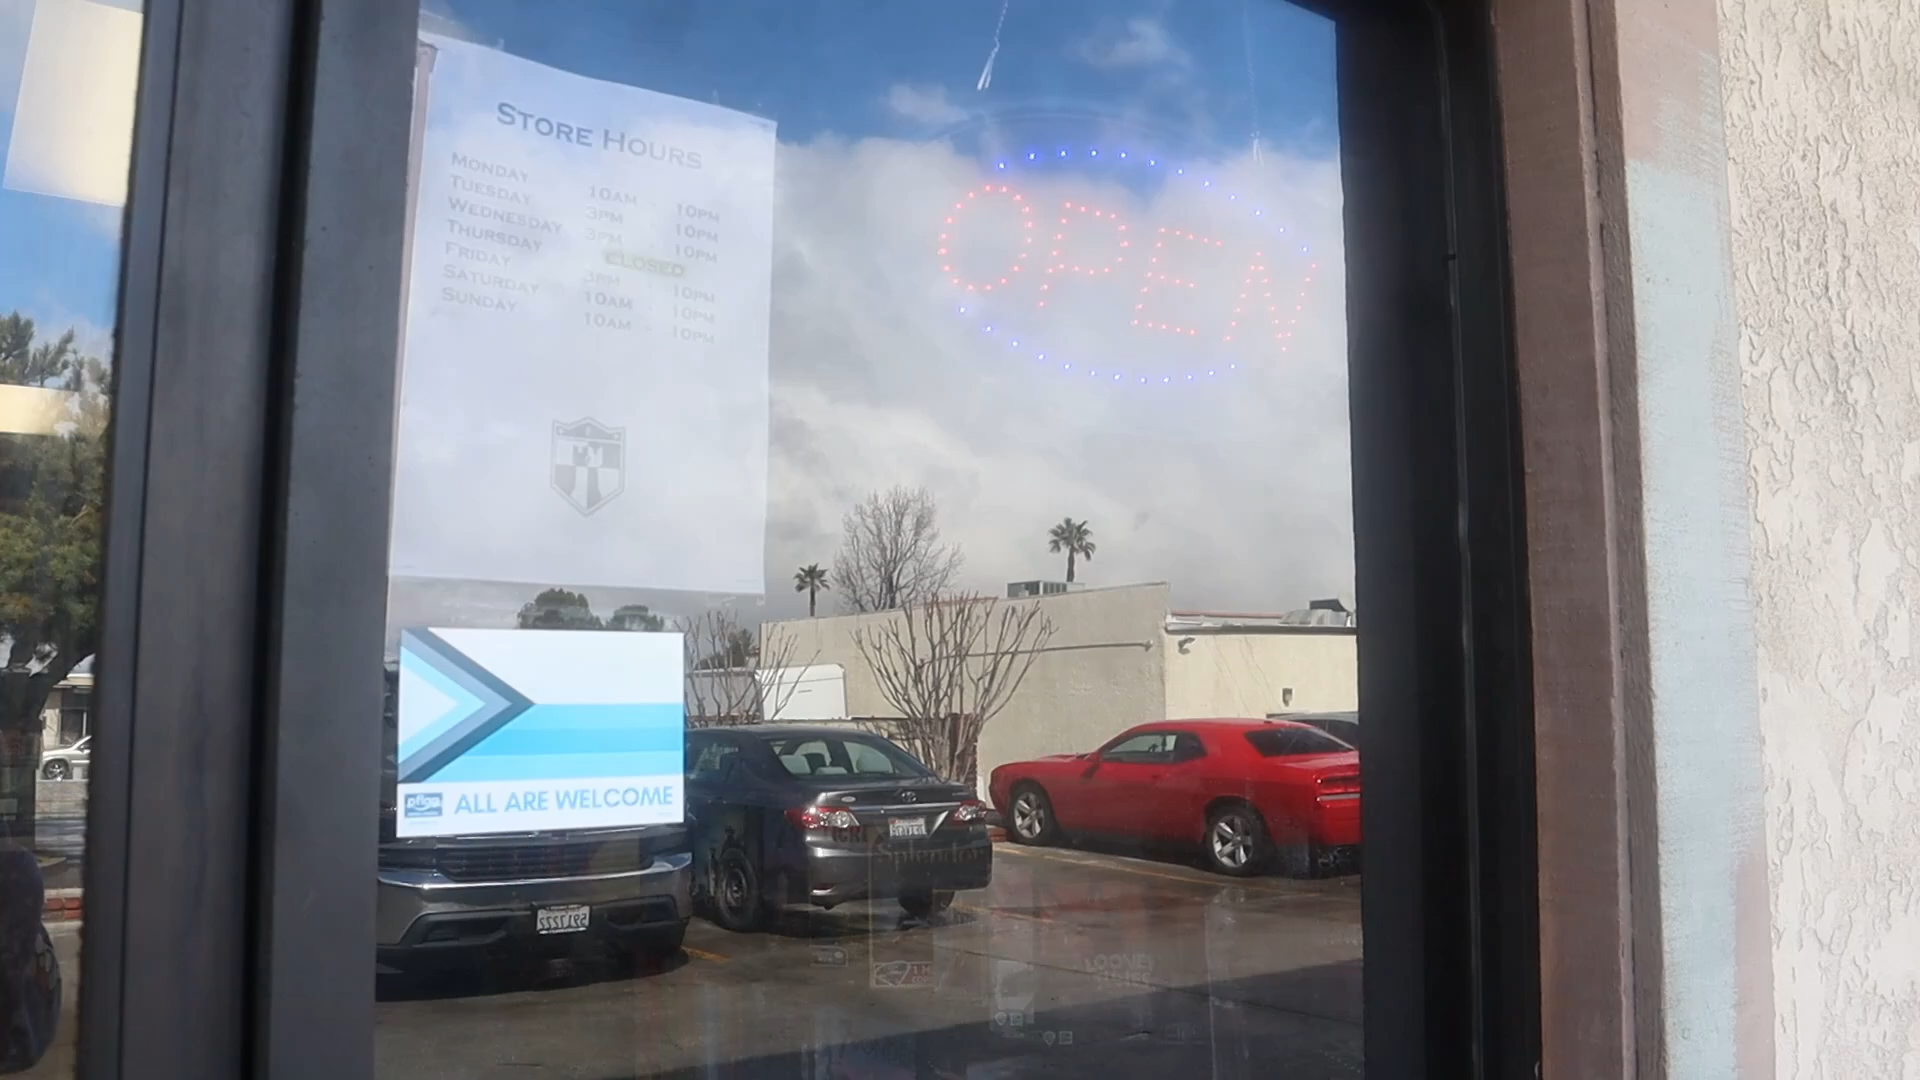 STORE HOURS
MONDAY 10AM - 10PM
TUESDAY 3PM - 10PM
WEDNESDAY 3PM - 10PM
THURSDAY CLOSED
FRIDAY 3PM - 10PM
SATURDAY 10AM - 10PM
SUNDAY 10AM - 10PM
OPEN
pflag
ALL ARE WELCOME
Splendor